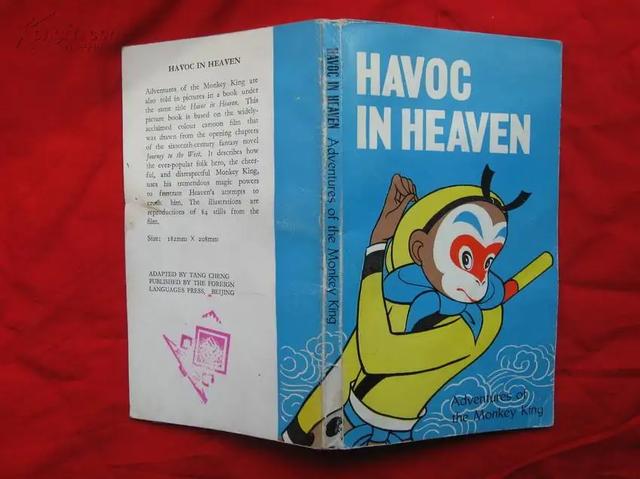 HAVOC IN HEAVEN
Adventures of the Monkey King are
also told in pictures in a book under
the same title Havoc in Heaven. This
picture book is based on the widely-
acclaimed colour cartoon film that
was drawn from the opening chapters
of the sixteenth-century fantasy novel
Journey to the West. It describes how
the ever-popular folk hero, the cheer-
ful, and disrespectful Monkey King,
uses his tremendous magic powers
to frustrate Heaven's attempts to
crush him. The illustrations are
reproductions of 84 stills from the
film.
Size: 182mm × 208mm
ADAPTED BY TANG CHENG
PUBLISHED BY THE FOREIGN
LANGUAGES PRESS, BEIJING
HAVOC IN HEAVEN Adventures of the Monkey King
HAVOC
IN HEAVEN
Adventures of
the Monkey King